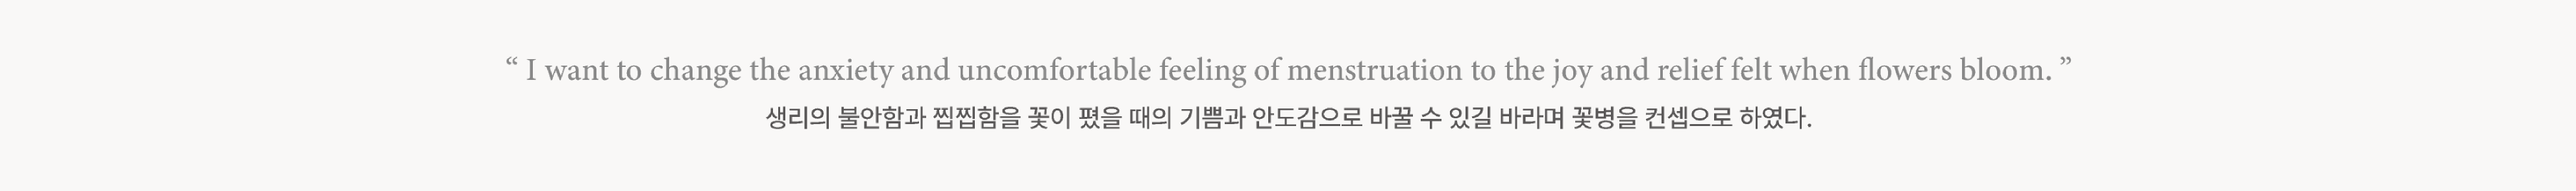 “ I want to change the anxiety and uncomfortable feeling of menstruation to the joy and relief felt when flowers bloom. ”
생리의 불안함과 찝찝함을 꽃이 폈을 때의 기쁨과 안도감으로 바꿀 수 있길 바라며 꽃병을 컨셉으로 하였다.